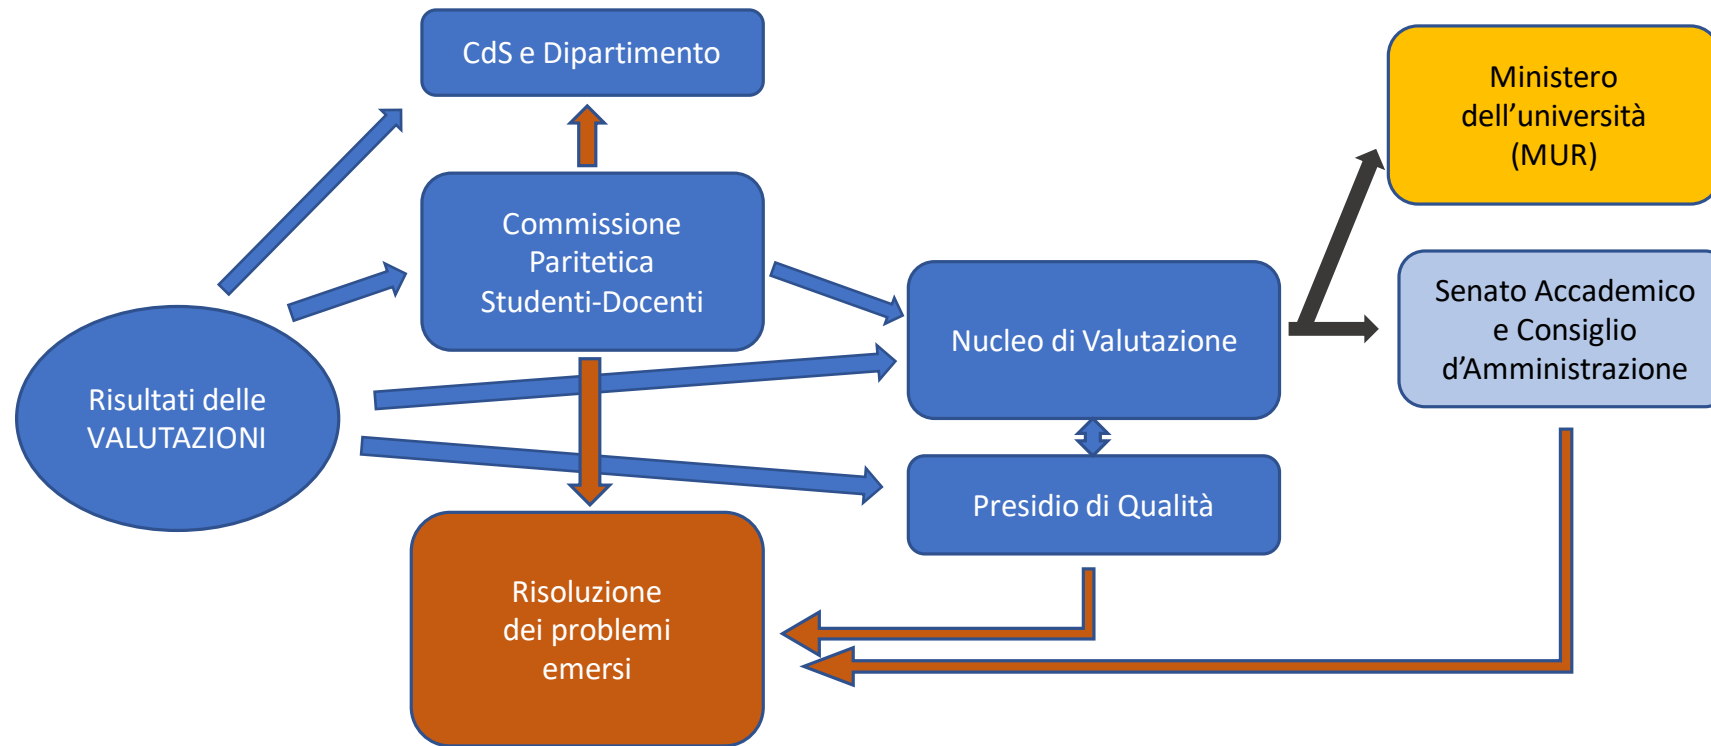 CdS e Dipartimento
Commissione
Paritetica
Studenti-Docenti
Risultati delle
VALUTAZIONI
Nucleo di Valutazione
Presidio di Qualità
Ministero
dell’università
(MUR)
Senato Accademico
e Consiglio
d’Amministrazione
Risoluzione
dei problemi
emersi